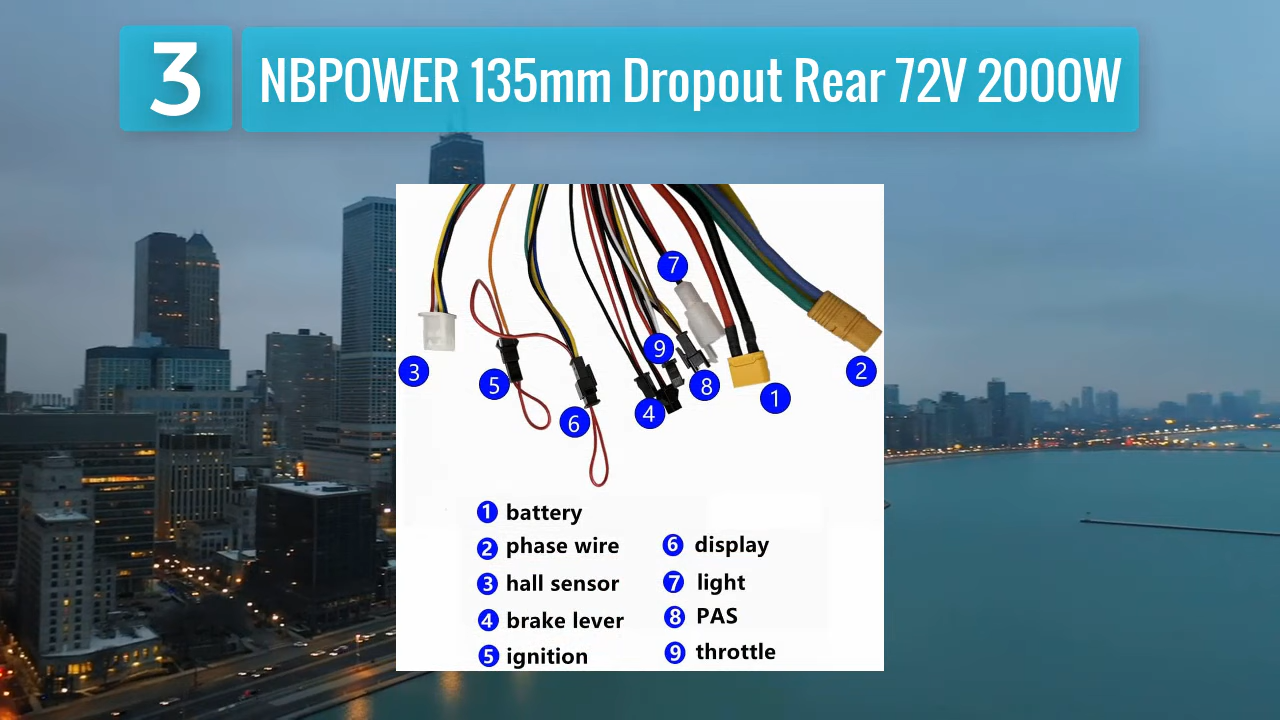 3
NBPOWER 135mm Dropout Rear 72V 2000W
7
9
3
5
8
1
2
4
6
1 battery
2 phase wire
3 hall sensor
4 brake lever
5 ignition
6 display
7 light
8 PAS
9 throttle